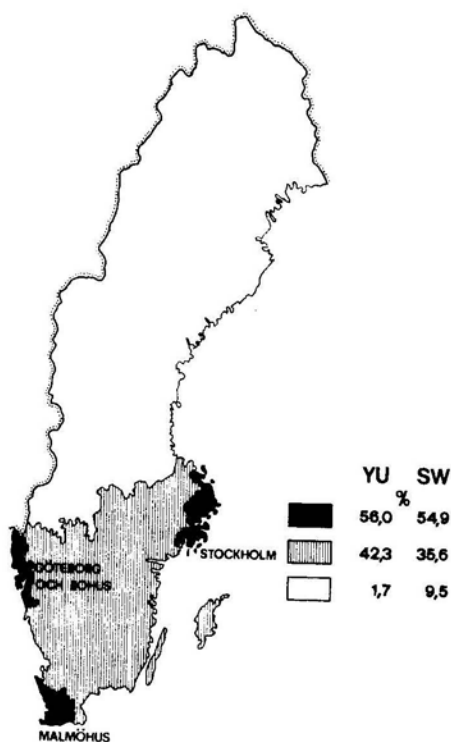 YU SW
%
56,0 54,9
STOCKHOLM
42,3 35,6
GÖTEBORG
OCH BOHUS
1,7 9,5
MALMÖHUS